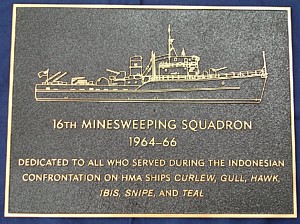 16TH MINESWEEPING SQUADRON
1964–66
DEDICATED TO ALL WHO SERVED DURING THE INDONESIAN
CONFRONTATION ON HMA SHIPS CURLEW, GULL, HAWK,
IBIS, SNIPE, AND TEAL